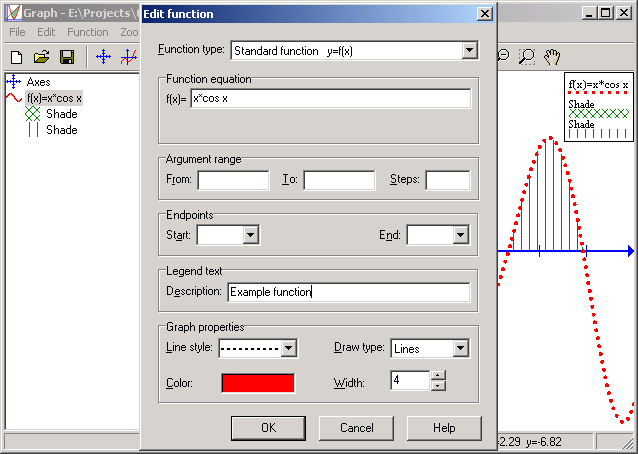 Graph - E:\Projects\
Edit function
File Edit Function Zoo
Function type: Standard function y=f(x)
Axes
f(x)=x*cos x
Shade
Shade
Function equation
f(x)= x*cos x
Argument range
From: To: Steps:
Endpoints
Start: End:
Legend text
Description: Example function
Graph properties
Line style: Draw type: Lines
Color: Width: 4
OK Cancel Help
f(x)=x*cos x
Shade
Shade
2.29 y=-6.82